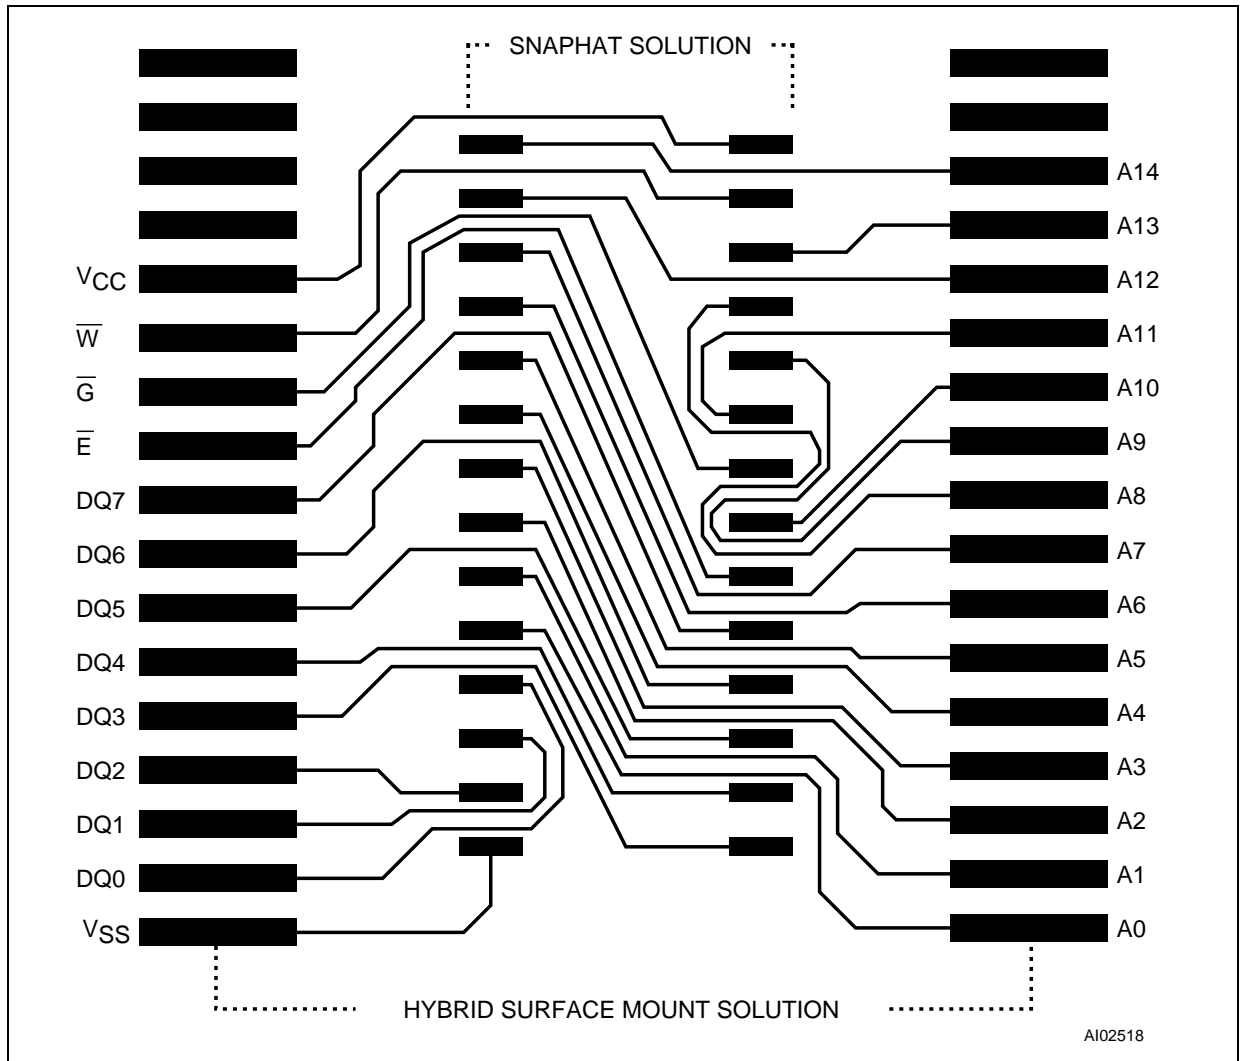 SNAPHAT SOLUTION
A14
A13
VCC
A12
W̅
A11
G̅
A10
E̅
A9
DQ7
A8
DQ6
A7
DQ5
A6
DQ4
A5
DQ3
A4
DQ2
A3
DQ1
A2
DQ0
A1
VSS
A0
HYBRID SURFACE MOUNT SOLUTION
AI02518